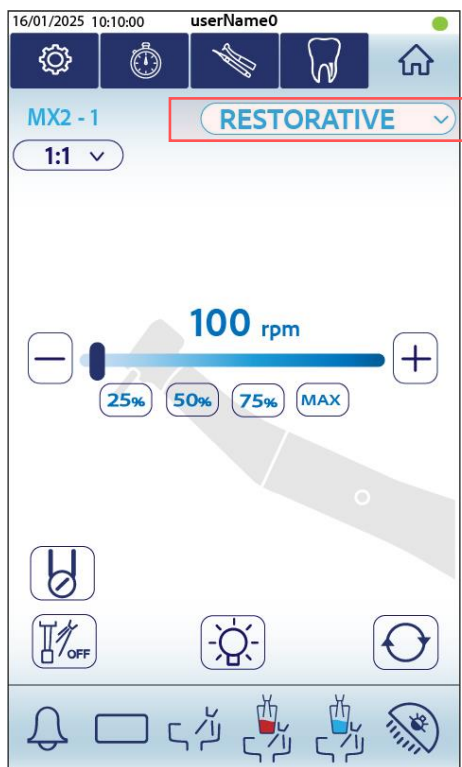 16/01/2025 10:10:00 userName0
MX2 - 1 RESTORATIVE
1:1
100 rpm
25% 50% 75% MAX
OFF